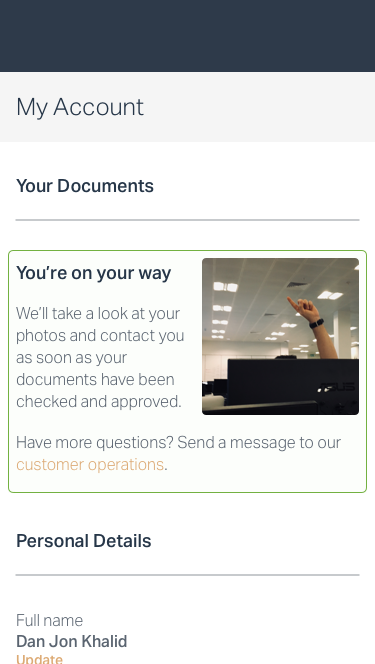 My Account
Your Documents
You’re on your way
We’ll take a look at your
photos and contact you
as soon as your
documents have been
checked and approved.
Have more questions? Send a message to our
customer operations.
Personal Details
Full name
Dan Jon Khalid
Update